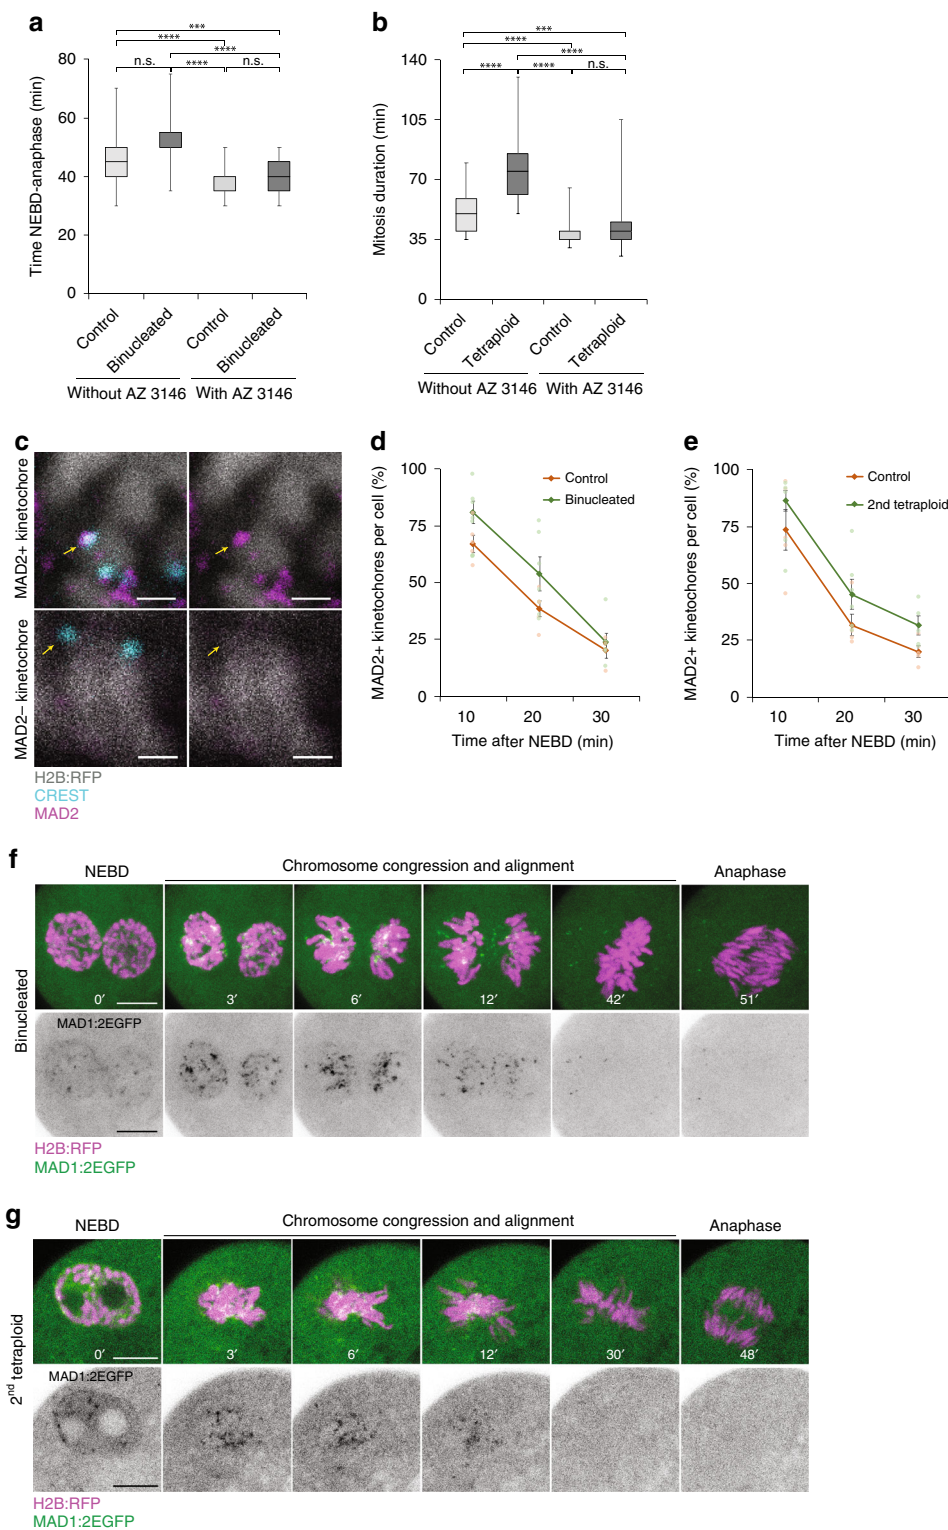 a
Time NEBD-anaphase (min)
80
60
40
20
0
***
****
****
n.s.
****
n.s.
Control
Binucleated
Control
Binucleated
Without AZ 3146
With AZ 3146
b
Mitosis duration (min)
140
105
70
35
0
***
****
****
****
****
n.s.
Control
Tetraploid
Control
Tetraploid
Without AZ 3146
With AZ 3146
c
MAD2+ kinetochore
MAD2– kinetochore
H2B:RFP
CREST
MAD2
d
MAD2+ kinetochores per cell (%)
100
75
50
25
0
Control
Binucleated
10
20
30
Time after NEBD (min)
e
MAD2+ kinetochores per cell (%)
100
75
50
25
0
Control
2nd tetraploid
10
20
30
Time after NEBD (min)
f
NEBD
Chromosome congression and alignment
Anaphase
Binucleated
0′
3′
6′
12′
42′
51′
MAD1:2EGFP
H2B:RFP
MAD1:2EGFP
g
NEBD
Chromosome congression and alignment
Anaphase
2nd tetraploid
0′
3′
6′
12′
30′
48′
MAD1:2EGFP
H2B:RFP
MAD1:2EGFP